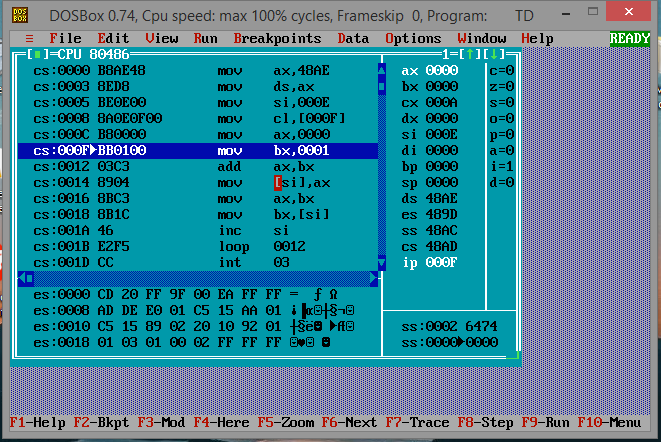 DOS BOX DOSBox 0.74, Cpu speed: max 100% cycles, Frameskip 0, Program: TD
≡ File Edit View Run Breakpoints Data Options Window Help READY
[■]=CPU 80486 1=[↑][↓]
cs:0000 B8AE48 mov ax,48AE ax 0000 c=0
cs:0003 8ED8 mov ds,ax bx 0000 z=0
cs:0005 BE0E00 mov si,000E cx 000A s=0
cs:0008 8A0E0F00 mov cl,[000F] dx 0000 o=0
cs:000C B80000 mov ax,0000 si 000E p=0
cs:000F►BB0100 mov bx,0001 di 0000 a=0
cs:0012 03C3 add ax,bx bp 0000 i=1
cs:0014 8904 mov [si],ax sp 0000 d=0
cs:0016 8BC3 mov ax,bx ds 48AE
cs:0018 8B1C mov bx,[si] es 489D
cs:001A 46 inc si ss 48AC
cs:001B E2F5 loop 0012 cs 48AD
cs:001D CC int 03 ip 000F
es:0000 CD 20 FF 9F 00 EA FF FF = ƒ Ω
es:0008 AD DE E0 01 C5 15 AA 01 ¡▐α☺┼§¬☺
es:0010 C5 15 89 02 20 10 92 01 ┼§ë☻ ►Æ☺ ss:0002 6474
es:0018 01 03 01 00 02 FF FF FF ☺♥☺ ☻ ss:0000►0000
F1-Help F2-Bkpt F3-Mod F4-Here F5-Zoom F6-Next F7-Trace F8-Step F9-Run F10-Menu